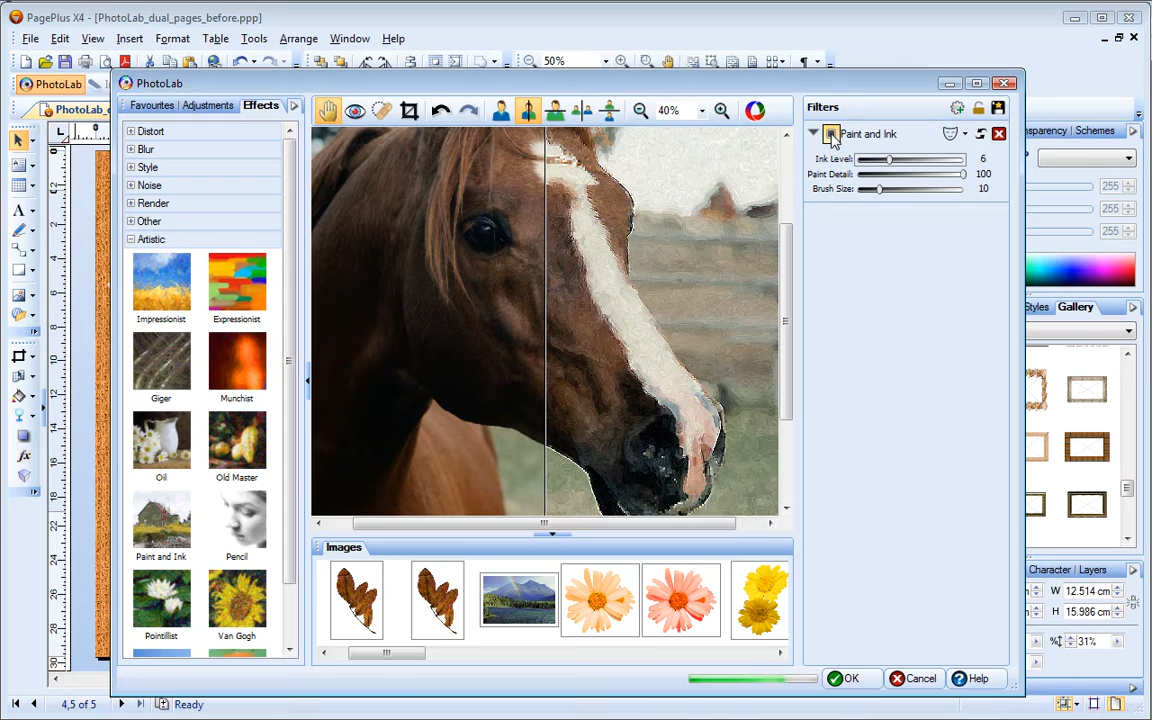 PagePlus X4 - [PhotoLab_dual_pages_before.ppp]
File Edit View Insert Format Table Tools Arrange Window Help
50%
PhotoLab
PhotoLab
Favourites Adjustments Effects
40%
Filters
Distort
Blur
Style
Noise
Render
Other
Artistic
Impressionist Expressionist
Giger Munchist
Oil Old Master
Paint and Ink Pencil
Pointillist Van Gogh
Paint and Ink
Ink Level: 6
Paint Detail: 100
Brush Size: 10
Images
OK Cancel Help
Schemes
255
255
255
Styles Gallery
Character Layers
W 12.514 cm
H 15.986 cm
31%
4,5 of 5 Ready